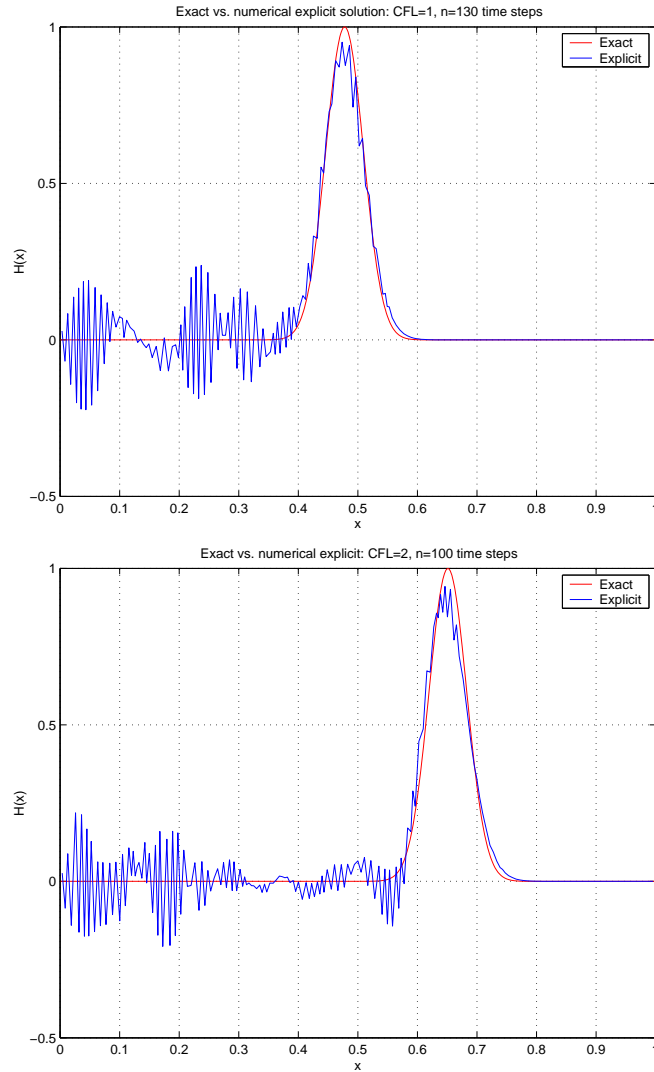 Exact vs. numerical explicit solution: CFL=1, n=130 time steps
1
0.5
0
−0.5
H(x)
Exact
Explicit
0 0.1 0.2 0.3 0.4 0.5 0.6 0.7 0.8 0.9 1
x
Exact vs. numerical explicit: CFL=2, n=100 time steps
1
0.5
0
−0.5
H(x)
Exact
Explicit
0 0.1 0.2 0.3 0.4 0.5 0.6 0.7 0.8 0.9 1
x